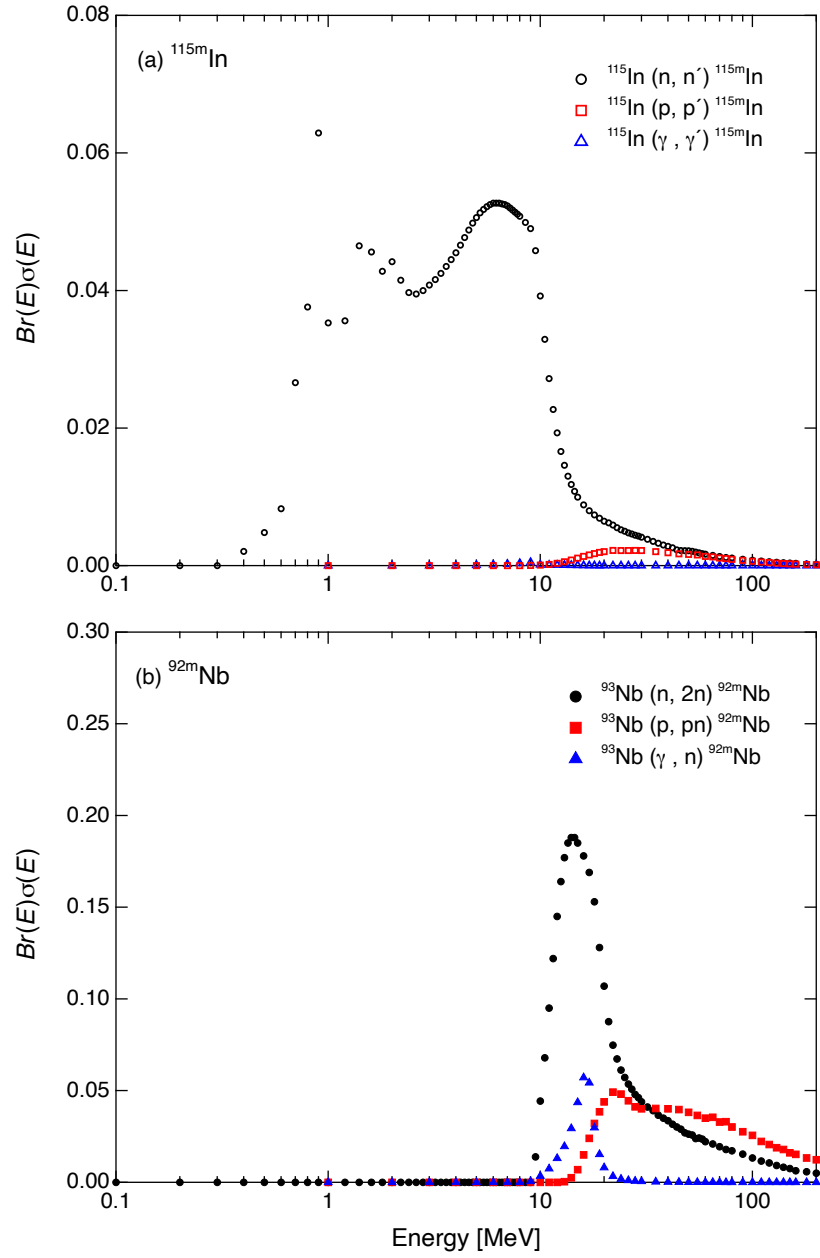 0.08
(a) ¹¹⁵ᵐIn
¹¹⁵In (n, n´) ¹¹⁵ᵐIn
¹¹⁵In (p, p´) ¹¹⁵ᵐIn
¹¹⁵In (γ , γ´) ¹¹⁵ᵐIn
0.06
0.04
0.02
0.00
Br(E)σ(E)
0.1 1 10 100
0.30
(b) ⁹²ᵐNb
⁹³Nb (n, 2n) ⁹²ᵐNb
⁹³Nb (p, pn) ⁹²ᵐNb
⁹³Nb (γ , n) ⁹²ᵐNb
0.25
0.20
0.15
0.10
0.05
0.00
Br(E)σ(E)
0.1 1 10 100
Energy [MeV]